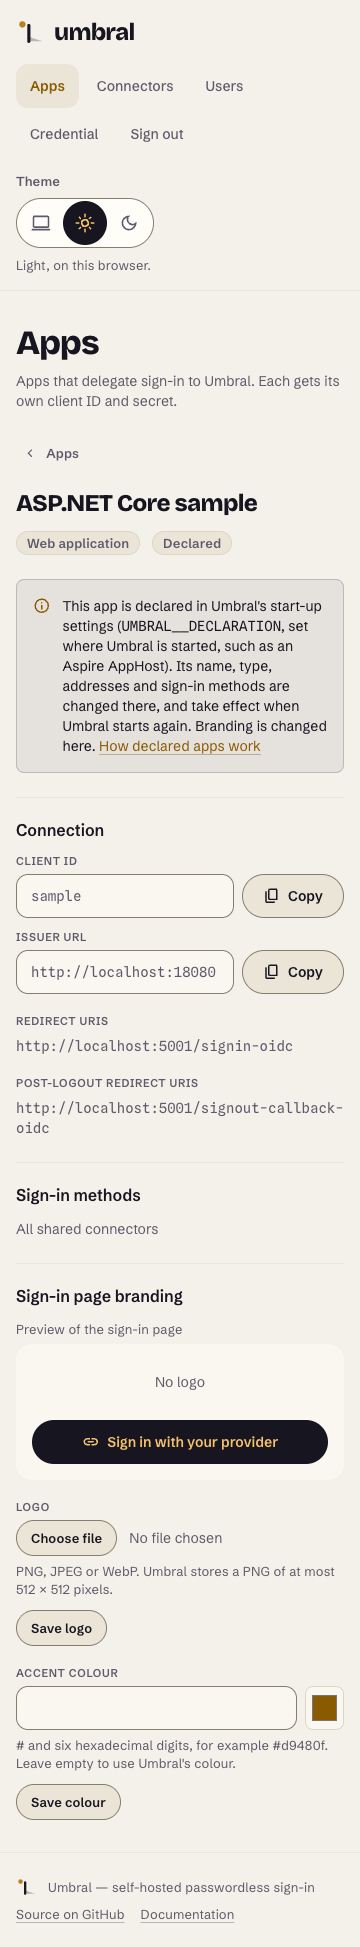 umbral
Apps
Connectors
Users
Credential
Sign out
Theme
Light, on this browser.
Apps
Apps that delegate sign-in to Umbral. Each gets its
own client ID and secret.
Apps
ASP.NET Core sample
Web application
Declared
This app is declared in Umbral's start-up
settings (UMBRAL__DECLARATION, set
where Umbral is started, such as an
Aspire AppHost). Its name, type,
addresses and sign-in methods are
changed there, and take effect when
Umbral starts again. Branding is changed
here. How declared apps work
Connection
CLIENT ID
sample
Copy
ISSUER URL
http://localhost:18080
Copy
REDIRECT URIS
http://localhost:5001/signin-oidc
POST-LOGOUT REDIRECT URIS
http://localhost:5001/signout-callback-
oidc
Sign-in methods
All shared connectors
Sign-in page branding
Preview of the sign-in page
No logo
Sign in with your provider
LOGO
Choose file
No file chosen
PNG, JPEG or WebP. Umbral stores a PNG of at most
512 × 512 pixels.
Save logo
ACCENT COLOUR
# and six hexadecimal digits, for example #d9480f.
Leave empty to use Umbral's colour.
Save colour
Umbral — self-hosted passwordless sign-in
Source on GitHub
Documentation